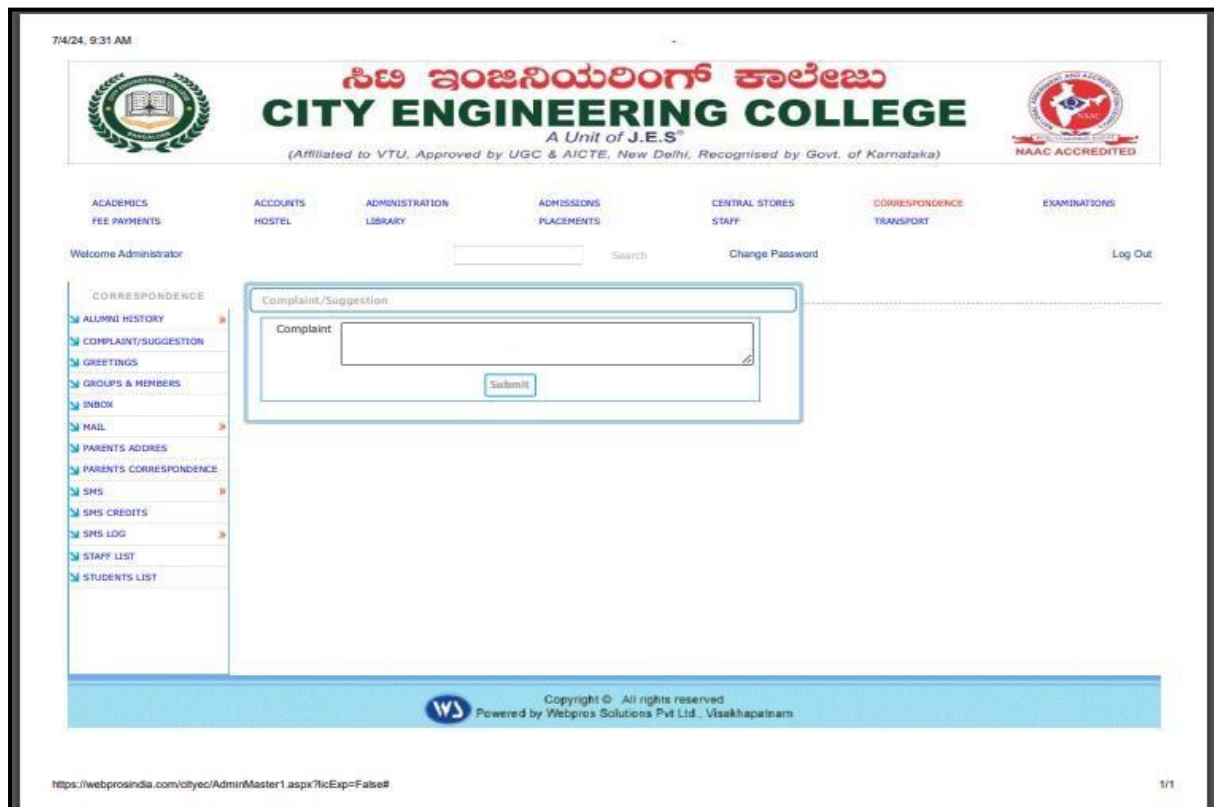 7/4/24, 9:31 AM
-
ಸಿಟಿ ಇಂಜಿನಿಯರಿಂಗ್ ಕಾಲೇಜು
CITY ENGINEERING COLLEGE
A Unit of J.E.S
(Affiliated to VTU, Approved by UGC & AICTE, New Delhi, Recognised by Govt. of Karnataka)
BANGALORE
NAAC
NAAC ACCREDITED
ACADEMICS ACCOUNTS ADMINISTRATION ADMISSIONS CENTRAL STORES CORRESPONDENCE EXAMINATIONS
FEE PAYMENTS HOSTEL LIBRARY PLACEMENTS STAFF TRANSPORT
Welcome Administrator Search Change Password Log Out
CORRESPONDENCE
ALUMNI HISTORY »
COMPLAINT/SUGGESTION
GREETINGS
GROUPS & MEMBERS
INBOX
MAIL »
PARENTS ADDRES
PARENTS CORRESPONDENCE
SMS »
SMS CREDITS
SMS LOG »
STAFF LIST
STUDENTS LIST
Complaint/Suggestion
Complaint
Submit
WS
Copyright © All rights reserved
Powered by Webpros Solutions Pvt Ltd., Visakhapatnam
https://webprosindia.com/cityec/AdminMaster1.aspx?licExp=False# 1/1